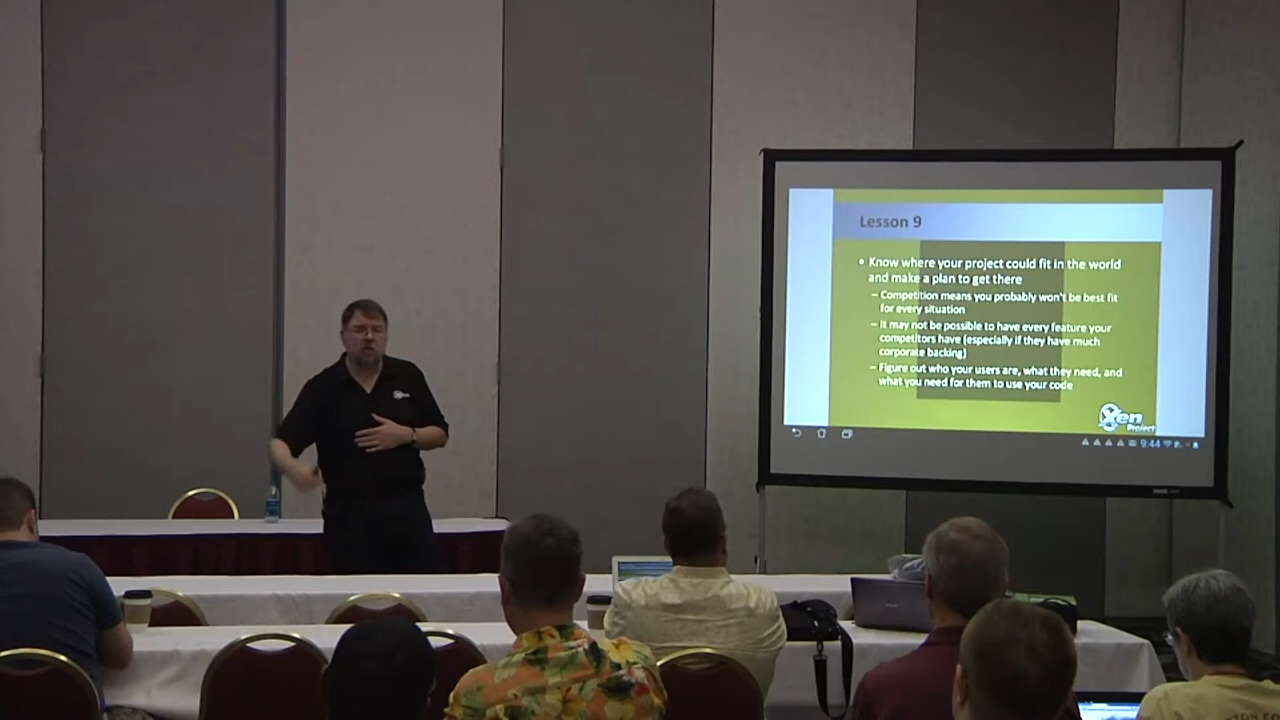 Lesson 9
• Know where your project could fit in the world
and make a plan to get there
– Competition means you probably won't be best fit
for every situation
– It may not be possible to have every feature your
competitors have (especially if they have much
corporate backing)
– Figure out who your users are, what they need, and
what you need for them to use your code
Xen
Project
9:44
Xen